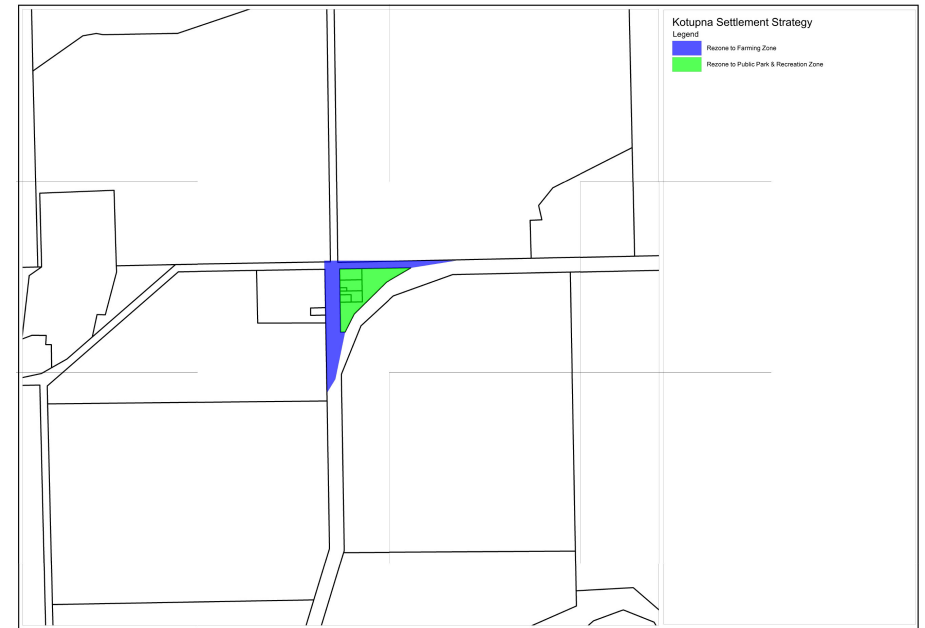 Kotupna Settlement Strategy
Legend
Rezone to Farming Zone
Rezone to Public Park & Recreation Zone